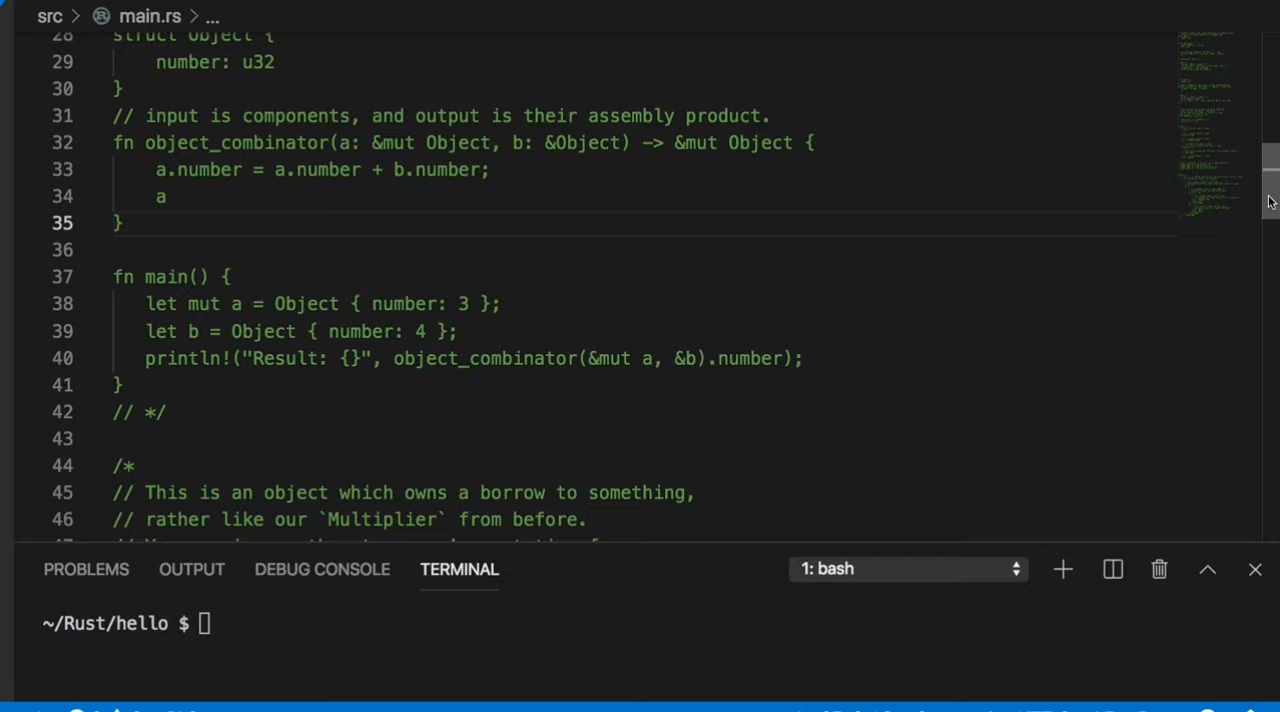 src > main.rs > ...
28 struct Object {
29 number: u32
30 }
31 // input is components, and output is their assembly product.
32 fn object_combinator(a: &mut Object, b: &Object) -> &mut Object {
33 a.number = a.number + b.number;
34 a
35 }
36
37 fn main() {
38 let mut a = Object { number: 3 };
39 let b = Object { number: 4 };
40 println!("Result: {}", object_combinator(&mut a, &b).number);
41 }
42 // */
43
44 /*
45 // This is an object which owns a borrow to something,
46 // rather like our `Multiplier` from before.
PROBLEMS OUTPUT DEBUG CONSOLE TERMINAL 1: bash
~/Rust/hello $